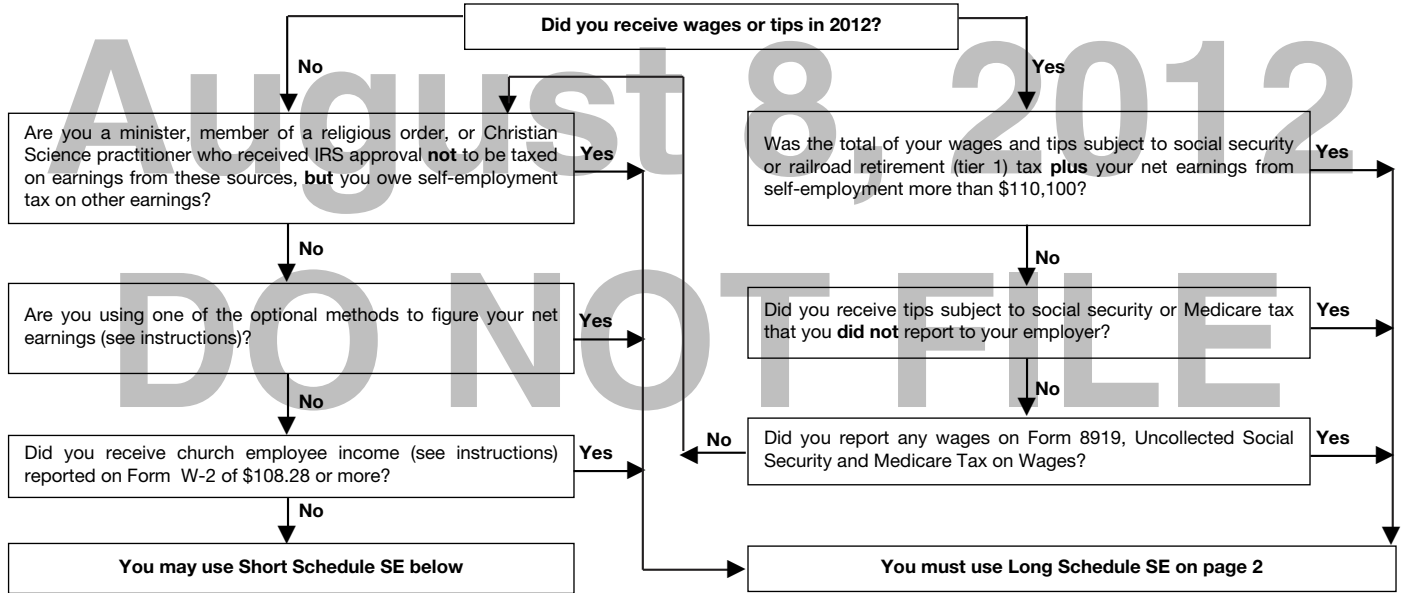 Did you receive wages or tips in 2012?
No
Yes
Are you a minister, member of a religious order, or Christian
Science practitioner who received IRS approval not to be taxed
on earnings from these sources, but you owe self-employment
tax on other earnings?
Yes
No
Are you using one of the optional methods to figure your net
earnings (see instructions)?
Yes
No
Did you receive church employee income (see instructions)
reported on Form W-2 of $108.28 or more?
Yes
No
You may use Short Schedule SE below
Was the total of your wages and tips subject to social security
or railroad retirement (tier 1) tax plus your net earnings from
self-employment more than $110,100?
Yes
No
Did you receive tips subject to social security or Medicare tax
that you did not report to your employer?
Yes
No
Did you report any wages on Form 8919, Uncollected Social
Security and Medicare Tax on Wages?
No
Yes
You must use Long Schedule SE on page 2
August 8, 2012
DO NOT FILE